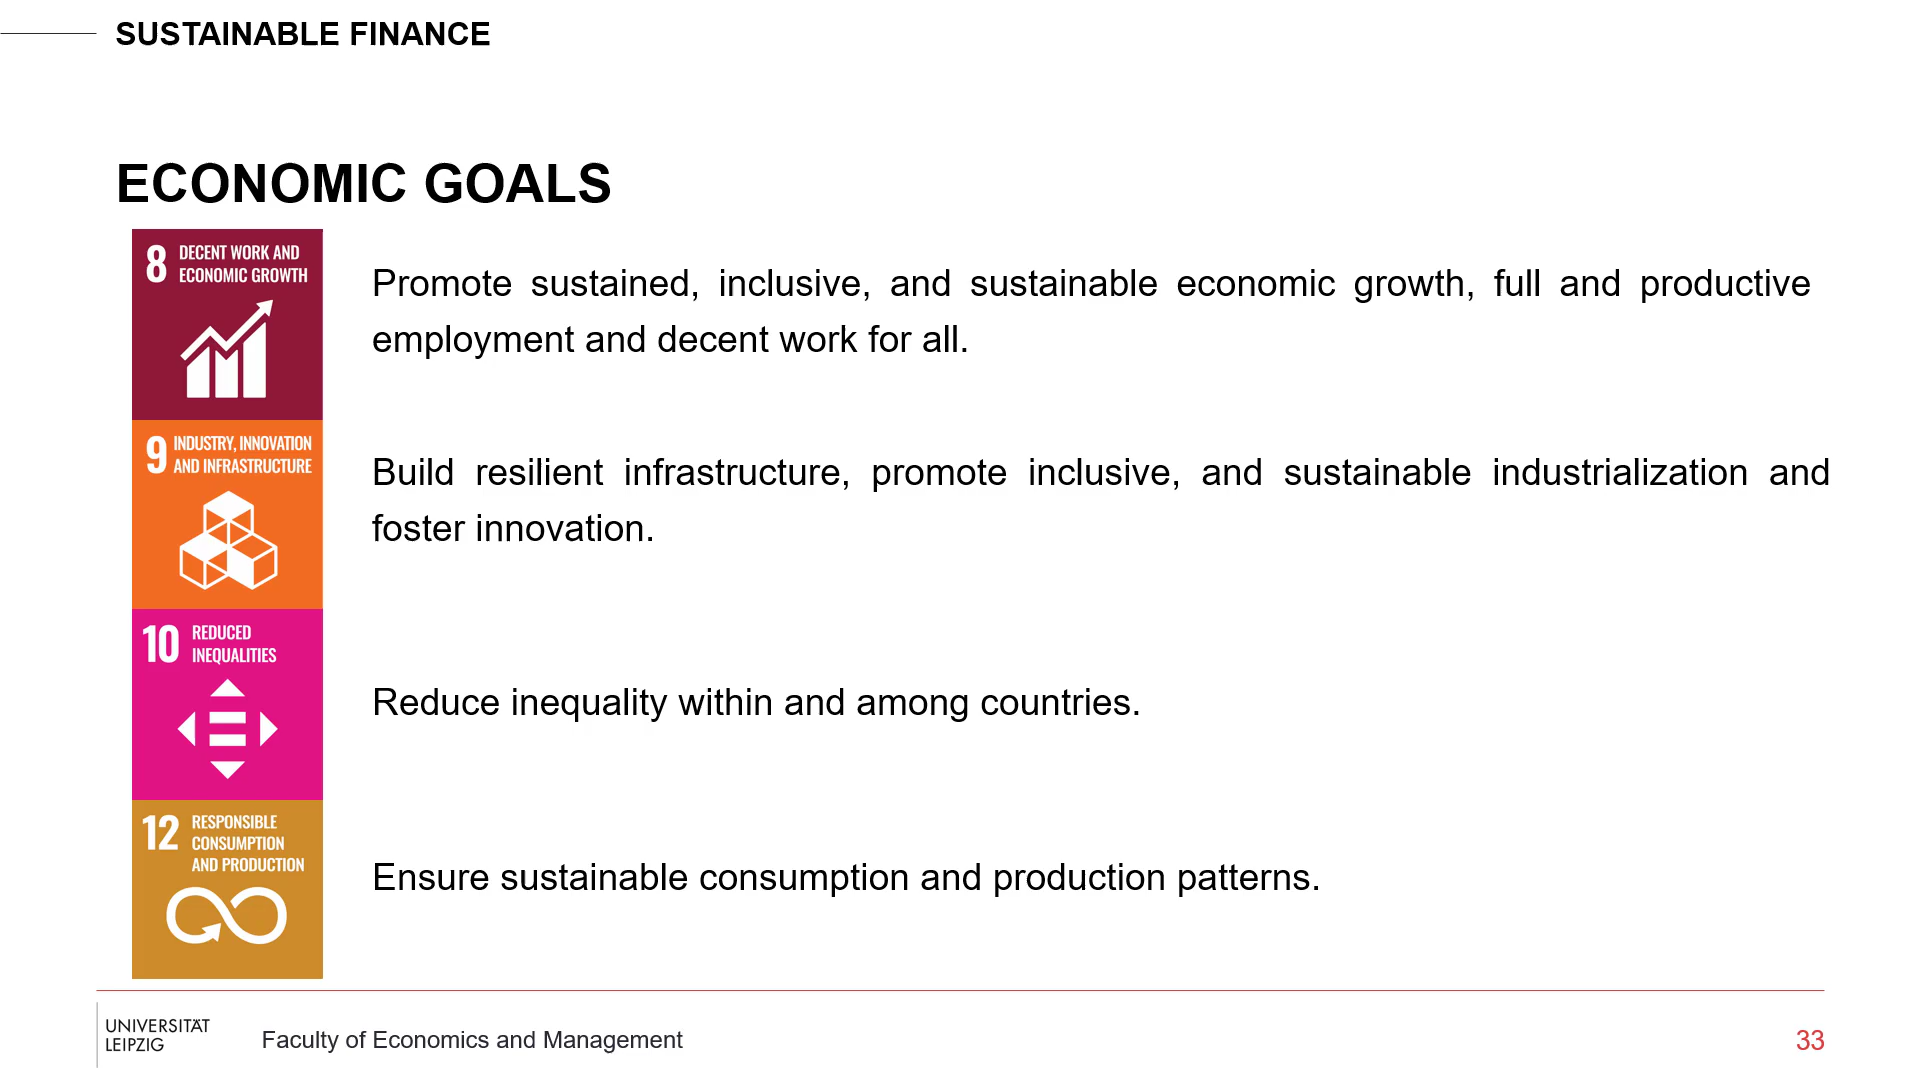 SUSTAINABLE FINANCE
ECONOMIC GOALS
8 DECENT WORK AND
ECONOMIC GROWTH
Promote sustained, inclusive, and sustainable economic growth, full and productive
employment and decent work for all.
9 INDUSTRY, INNOVATION
AND INFRASTRUCTURE
Build resilient infrastructure, promote inclusive, and sustainable industrialization and
foster innovation.
10 REDUCED
INEQUALITIES
Reduce inequality within and among countries.
12 RESPONSIBLE
CONSUMPTION
AND PRODUCTION
Ensure sustainable consumption and production patterns.
UNIVERSITÄT
LEIPZIG
Faculty of Economics and Management
33